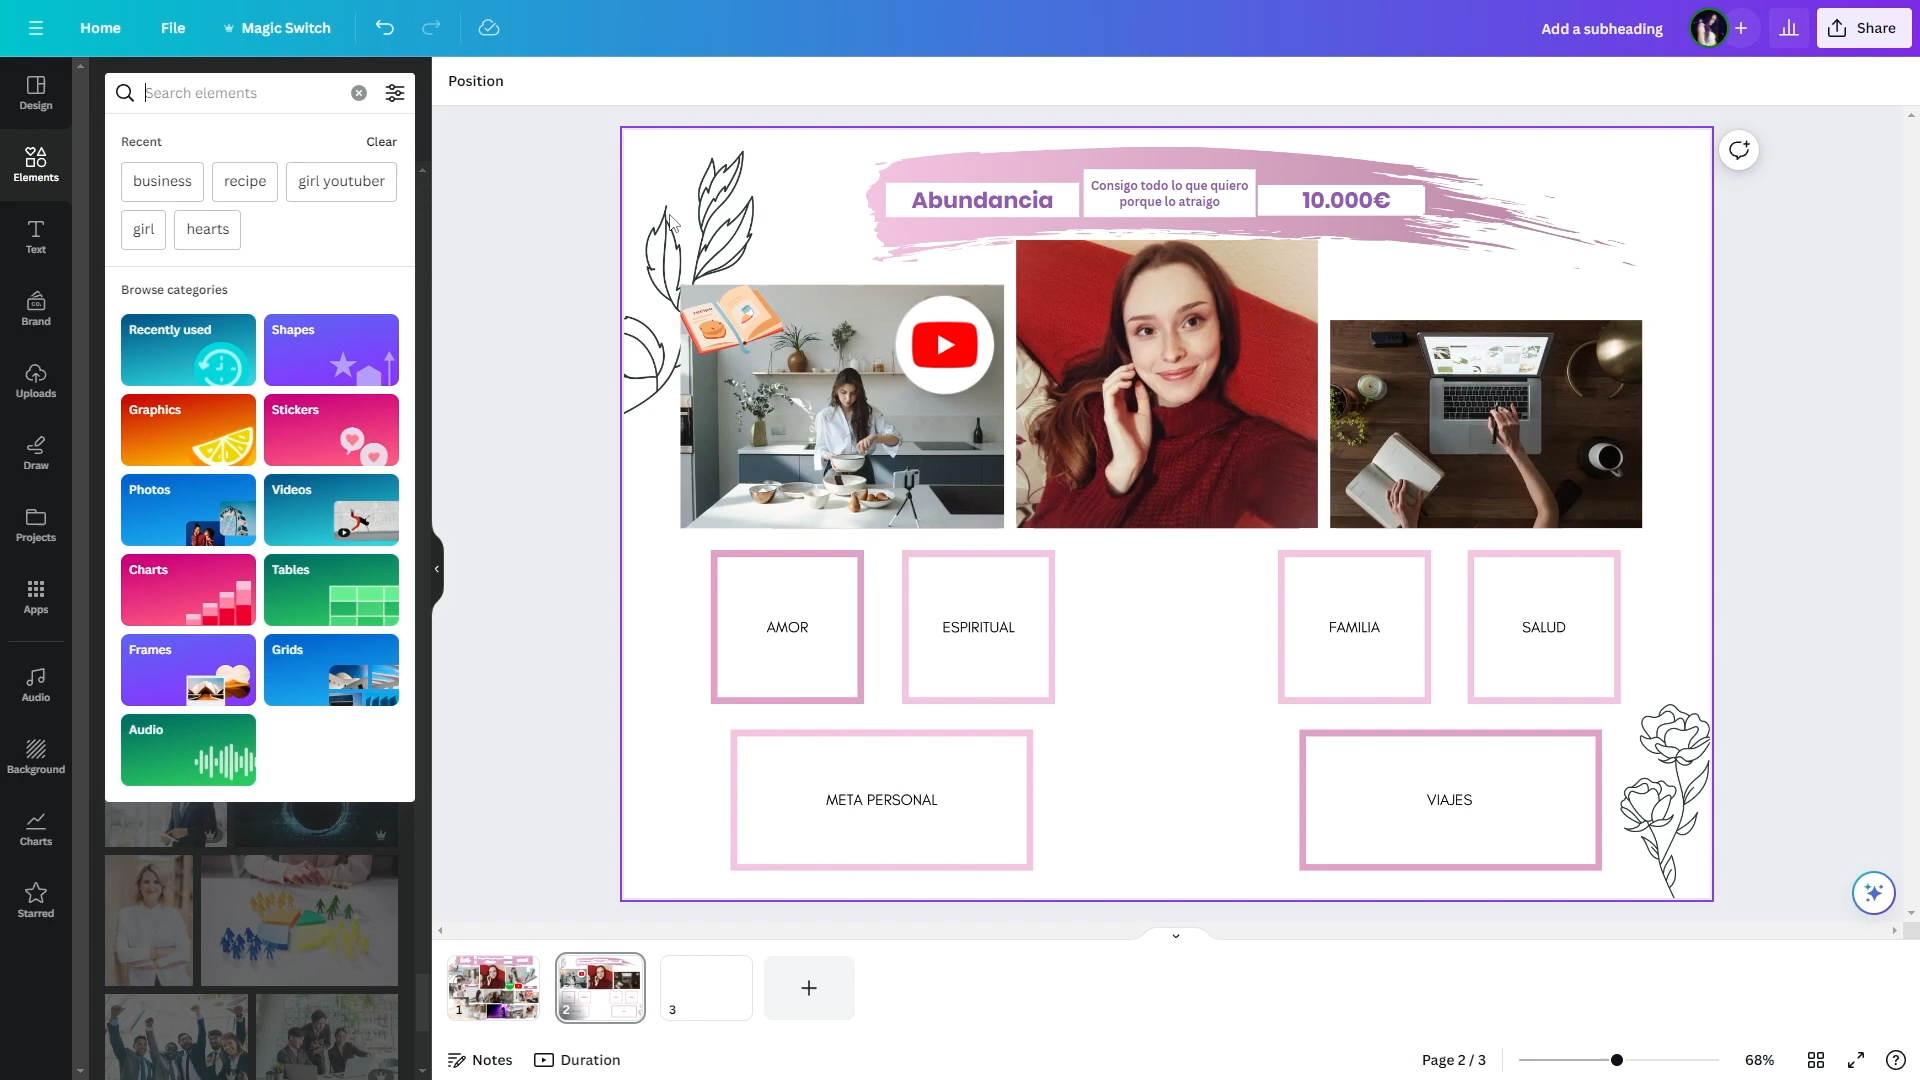 Home
File
Magic Switch
Add a subheading
Share
Design
Elements
Text
Brand
Uploads
Draw
Projects
Apps
Audio
Background
Charts
Starred
CO.
Search elements
Recent
Clear
business
recipe
girl youtuber
girl
hearts
Browse categories
Recently used
Shapes
Graphics
Stickers
Photos
Videos
Charts
Tables
Frames
Grids
Audio
Position
Abundancia
Consigo todo lo que quiero
porque lo atraigo
10.000€
recipe
AMOR
ESPIRITUAL
FAMILIA
SALUD
META PERSONAL
VIAJES
1
2
3
Notes
Duration
Page 2 / 3
68%